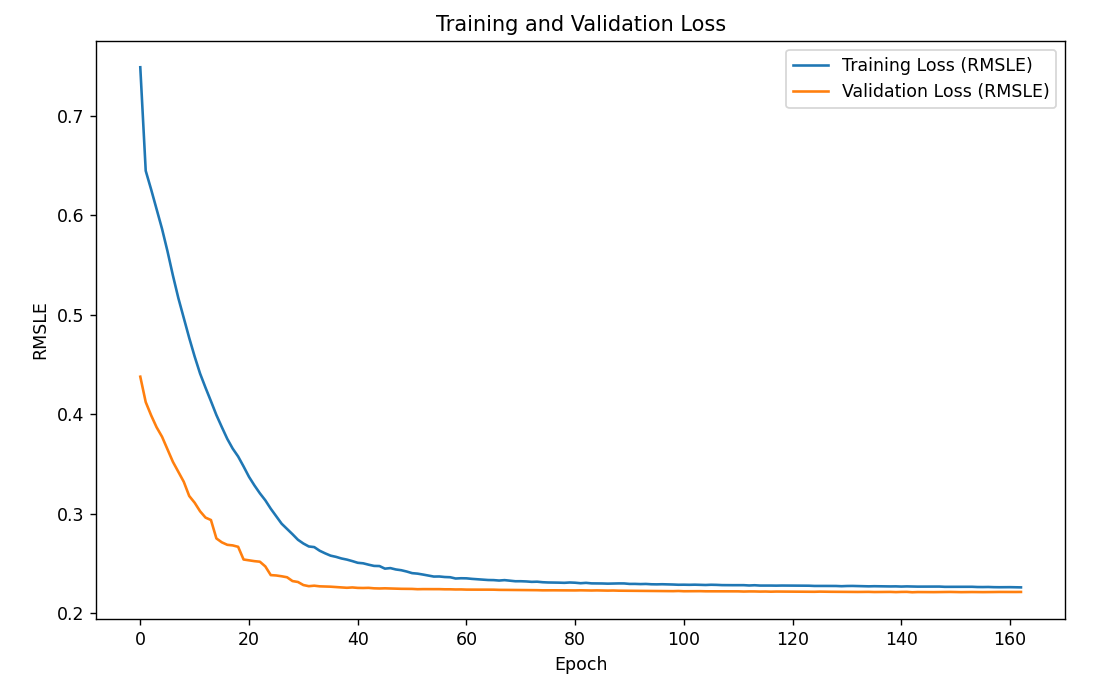 Training and Validation Loss
Training Loss (RMSLE)
Validation Loss (RMSLE)
RMSLE
0.7
0.6
0.5
0.4
0.3
0.2
0 20 40 60 80 100 120 140 160
Epoch